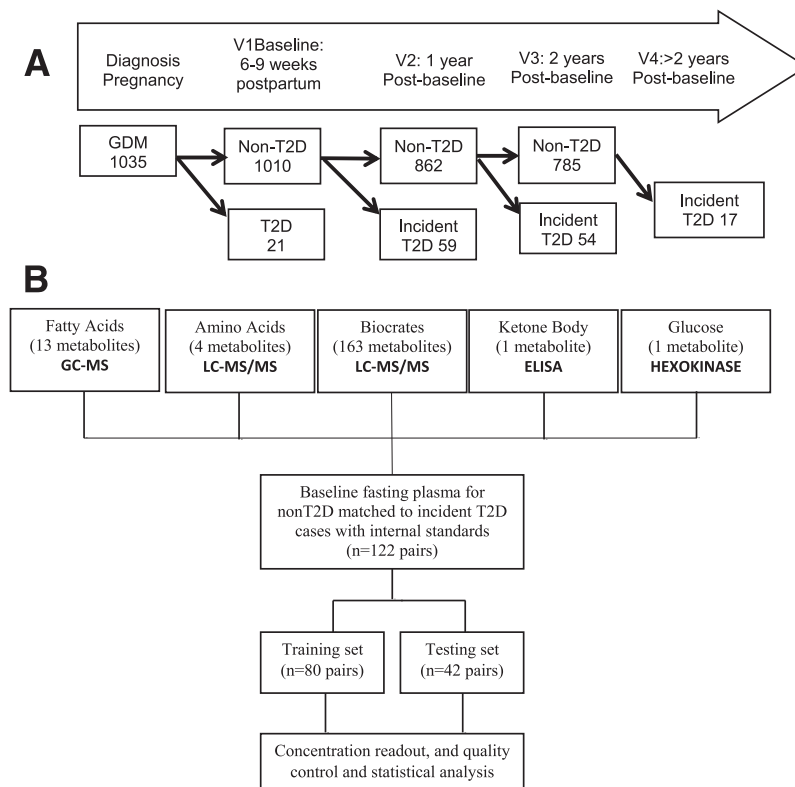 A
Diagnosis
Pregnancy
V1Baseline:
6-9 weeks
postpartum
V2: 1 year
Post-baseline
V3: 2 years
Post-baseline
V4:>2 years
Post-baseline
GDM
1035
Non-T2D
1010
Non-T2D
862
Non-T2D
785
T2D
21
Incident
T2D 59
Incident
T2D 54
Incident
T2D 17
B
Fatty Acids
(13 metabolites)
GC-MS
Amino Acids
(4 metabolites)
LC-MS/MS
Biocrates
(163 metabolites)
LC-MS/MS
Ketone Body
(1 metabolite)
ELISA
Glucose
(1 metabolite)
HEXOKINASE
Baseline fasting plasma for
nonT2D matched to incident T2D
cases with internal standards
(n=122 pairs)
Training set
(n=80 pairs)
Testing set
(n=42 pairs)
Concentration readout, and quality
control and statistical analysis